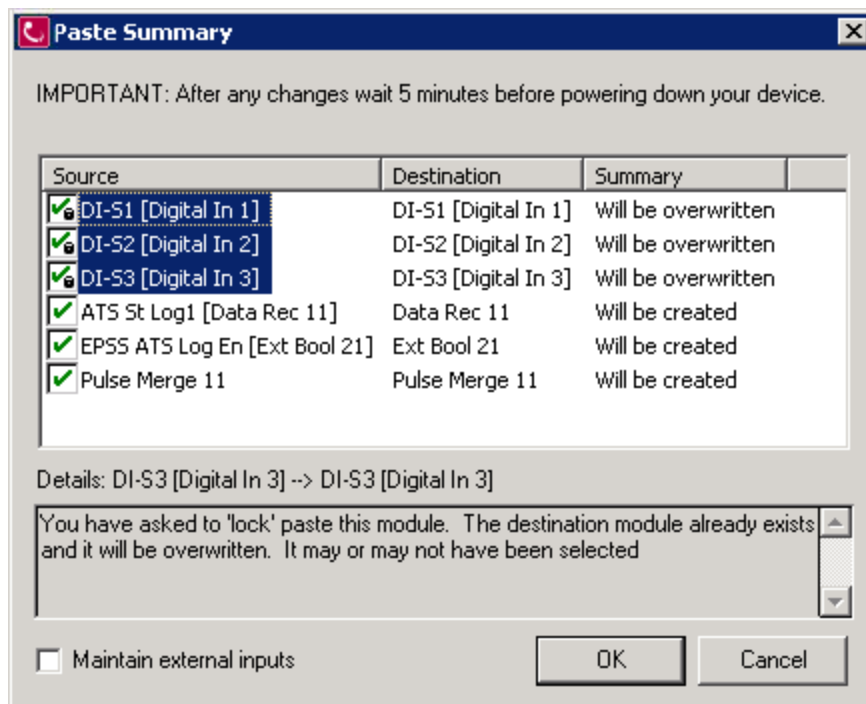 Paste Summary
IMPORTANT: After any changes wait 5 minutes before powering down your device.
Source Destination Summary
DI-S1 [Digital In 1] DI-S1 [Digital In 1] Will be overwritten
DI-S2 [Digital In 2] DI-S2 [Digital In 2] Will be overwritten
DI-S3 [Digital In 3] DI-S3 [Digital In 3] Will be overwritten
ATS St Log1 [Data Rec 11] Data Rec 11 Will be created
EPSS ATS Log En [Ext Bool 21] Ext Bool 21 Will be created
Pulse Merge 11 Pulse Merge 11 Will be created
Details: DI-S3 [Digital In 3] --> DI-S3 [Digital In 3]
You have asked to 'lock' paste this module. The destination module already exists
and it will be overwritten. It may or may not have been selected
Maintain external inputs
OK Cancel